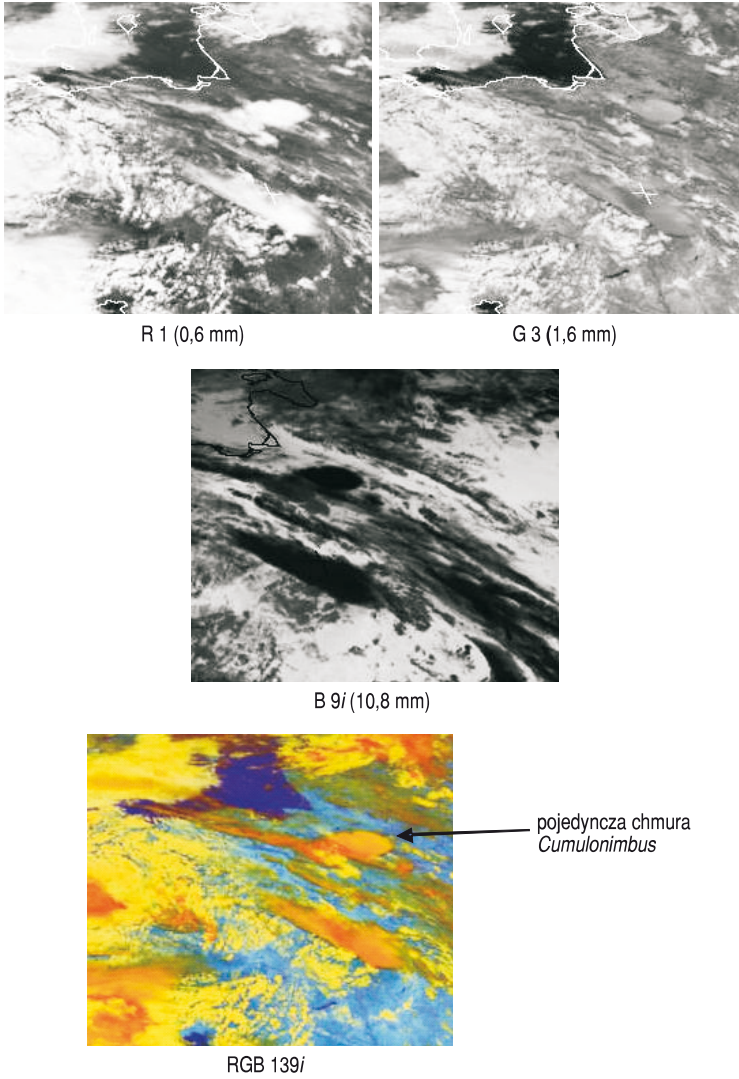 R 1 (0,6 mm)
G 3 (1,6 mm)
B 9i (10,8 mm)
pojedyncza chmura
Cumulonimbus
RGB 139i